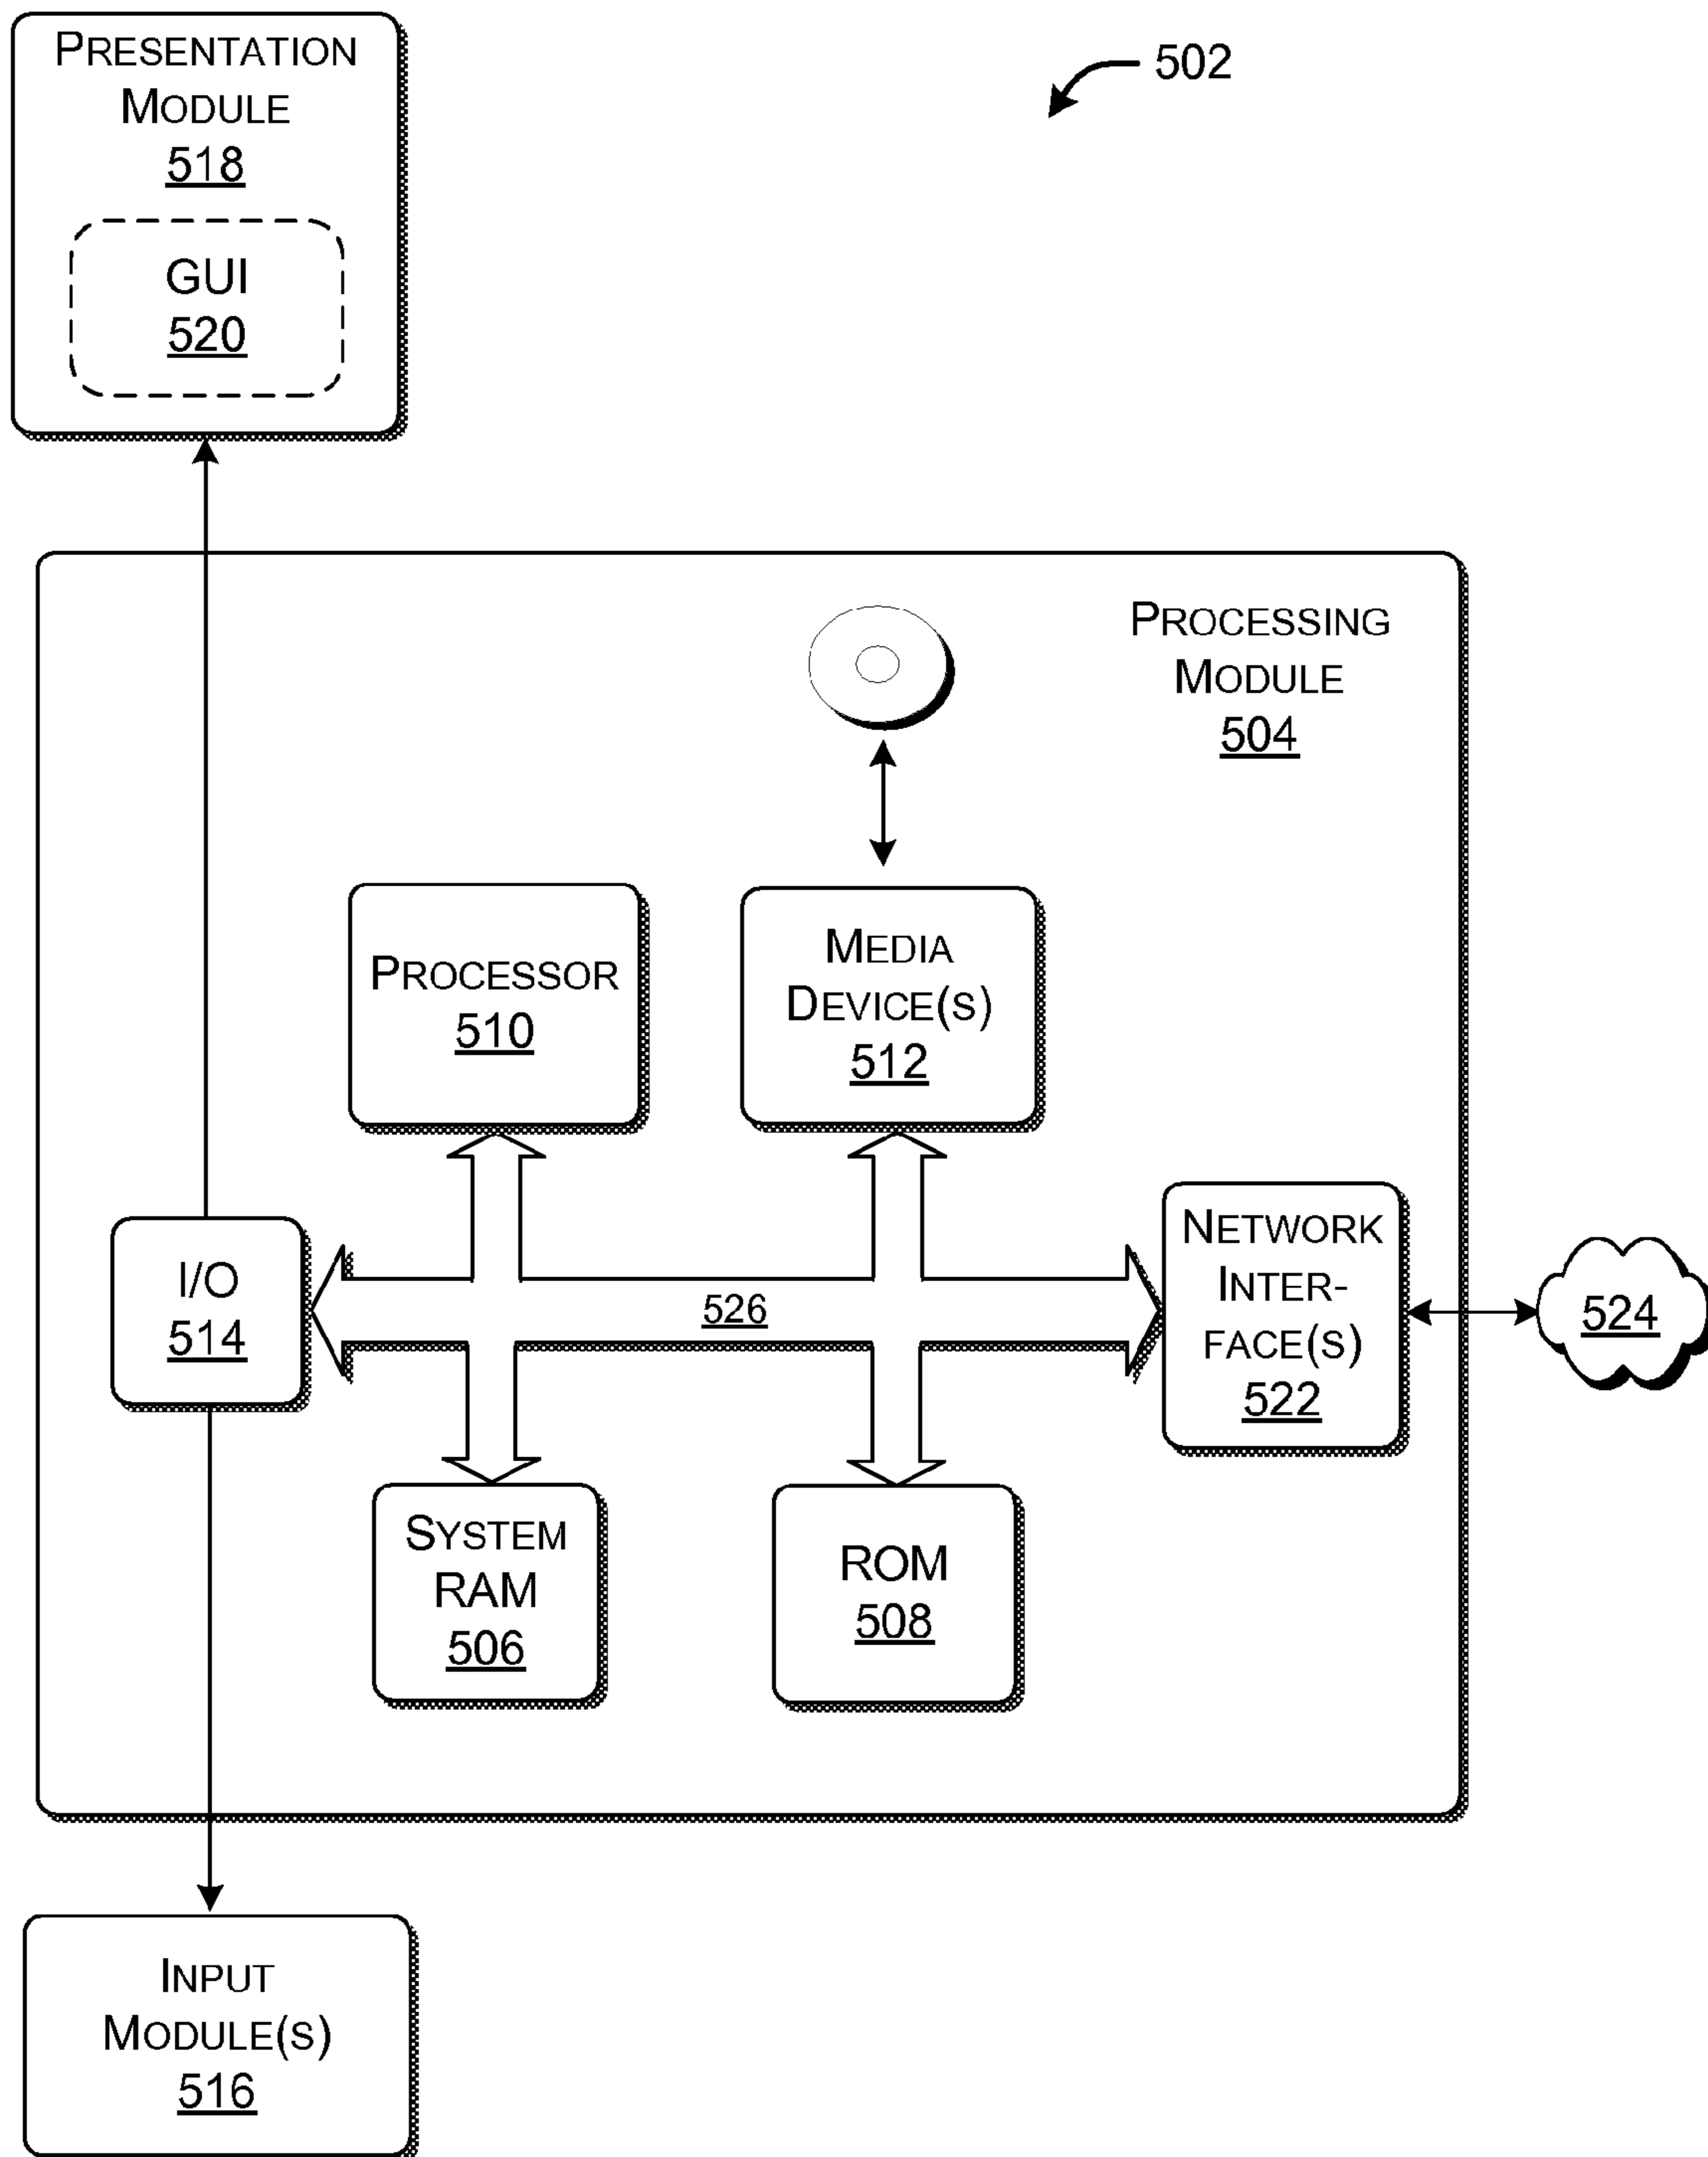 PRESENTATION
MODULE
518
GUI
520
502
PROCESSING
MODULE
504
PROCESSOR
510
MEDIA
DEVICE(S)
512
I/O
514
526
NETWORK
INTER-
FACE(S)
522
524
SYSTEM
RAM
506
ROM
508
INPUT
MODULE(S)
516